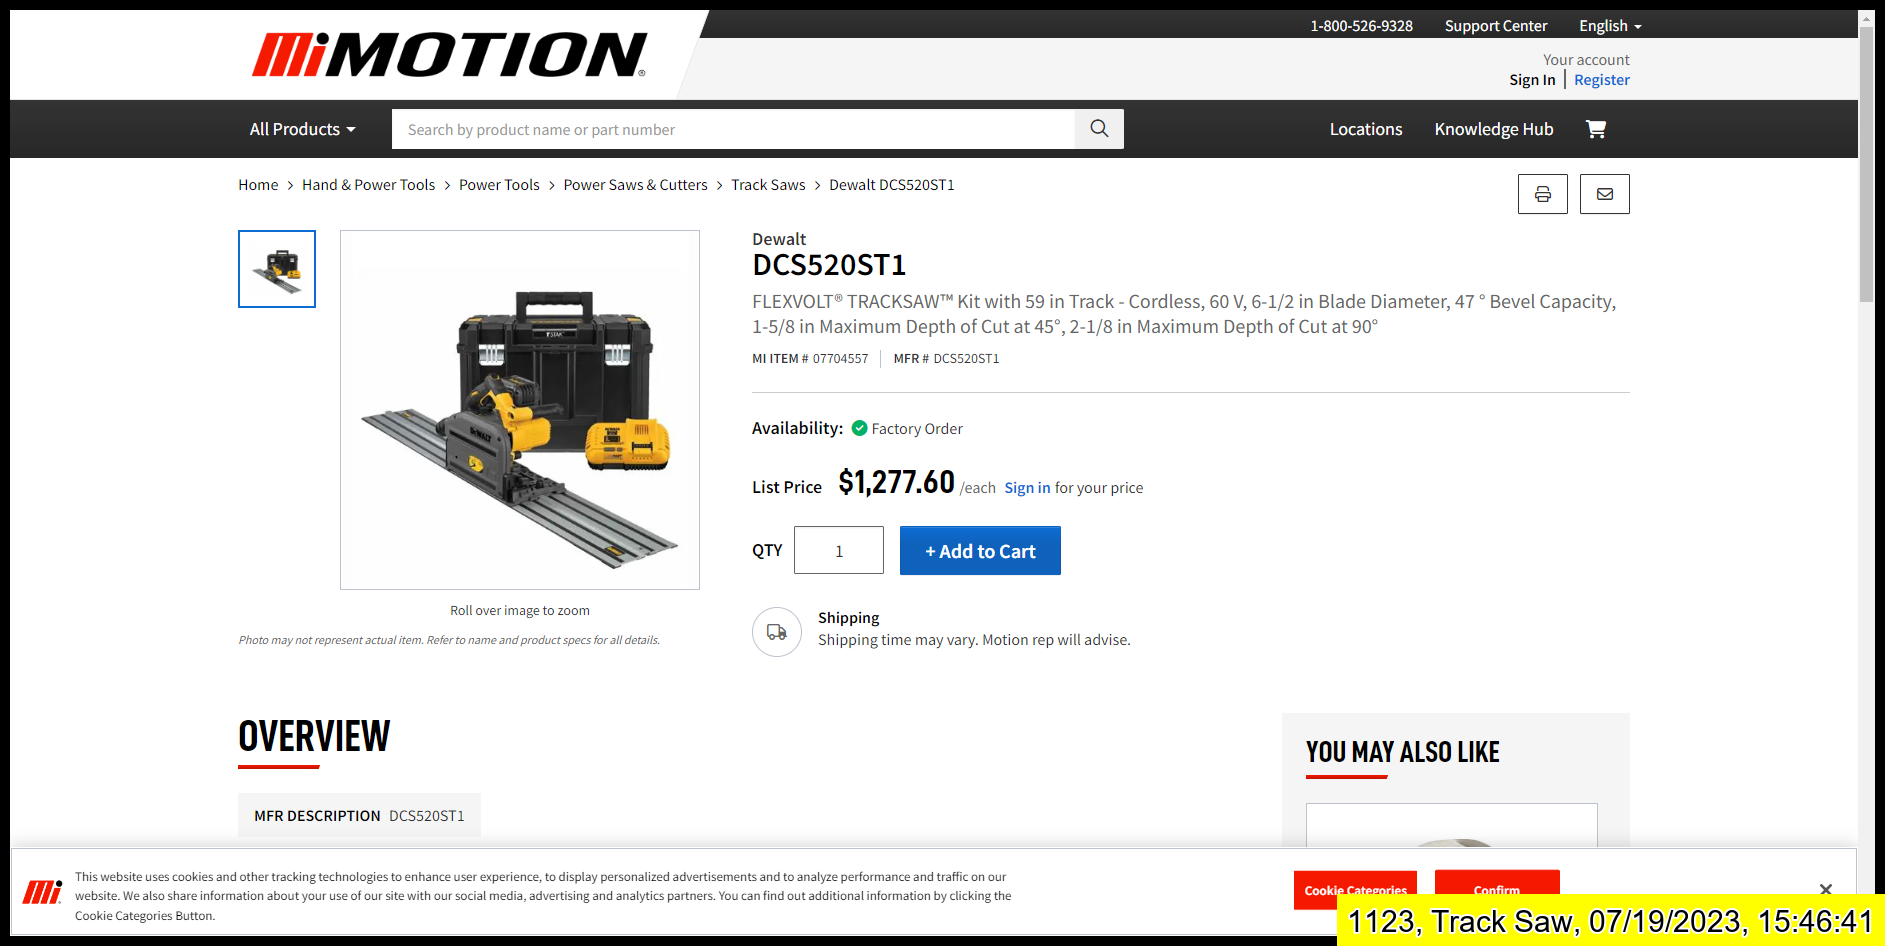 MiMOTION®
1-800-526-9328 Support Center English
Your account
Sign In | Register
All Products Search by product name or part number Locations Knowledge Hub
Home > Hand & Power Tools > Power Tools > Power Saws & Cutters > Track Saws > Dewalt DCS520ST1
Dewalt
DCS520ST1
FLEXVOLT® TRACKSAW™ Kit with 59 in Track - Cordless, 60 V, 6-1/2 in Blade Diameter, 47 ° Bevel Capacity,
1-5/8 in Maximum Depth of Cut at 45°, 2-1/8 in Maximum Depth of Cut at 90°
MI ITEM # 07704557 MFR # DCS520ST1
TSTAK
DEWALT
Availability: Factory Order
List Price $1,277.60 /each Sign in for your price
QTY 1 + Add to Cart
Roll over image to zoom
Photo may not represent actual item. Refer to name and product specs for all details.
Shipping
Shipping time may vary. Motion rep will advise.
OVERVIEW
YOU MAY ALSO LIKE
MFR DESCRIPTION DCS520ST1
This website uses cookies and other tracking technologies to enhance user experience, to display personalized advertisements and to analyze performance and traffic on our
website. We also share information about your use of our site with our social media, advertising and analytics partners. You can find out additional information by clicking the
Cookie Categories Button.
Cookie Categories Confirm
1123, Track Saw, 07/19/2023, 15:46:41